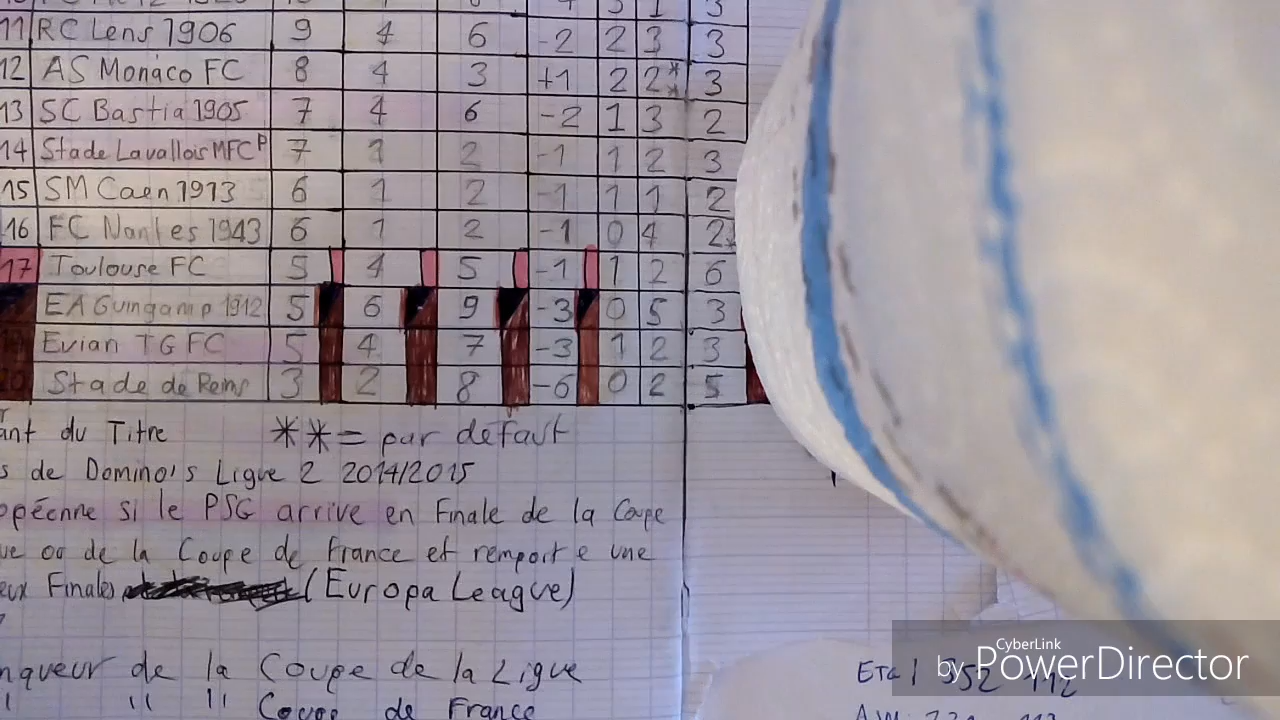 11 RC Lens 1906 9 4 6 -2 2 3 3
12 AS Monaco FC 8 4 3 +1 2 2** 3
13 SC Bastia 1905 7 4 6 -2 1 3 2
14 Stade Lavallois MFC P 7 1 2 -1 1 2 3
15 SM Caen 1913 6 1 2 -1 1 1 2
16 FC Nantes 1943 6 1 2 -1 0 4 2*
17 Toulouse FC 5 4 5 -1 1 2 6
EA Guingamp 1912 5 6 9 -3 0 5 3
Evian TG FC 5 4 7 -3 1 2 3
Stade de Reims 3 2 8 -6 0 2 5
ant du Titre ** = par défaut
s de Dominois Ligue 2 2014/2015
opéenne si le PSG arrive en Finale de la Coupe
ue ou de la Coupe de France et remporte une
eux Finales (Europa League)
nqueur de la Coupe de la Ligue
" " Coupe de France
CyberLink
by PowerDirector